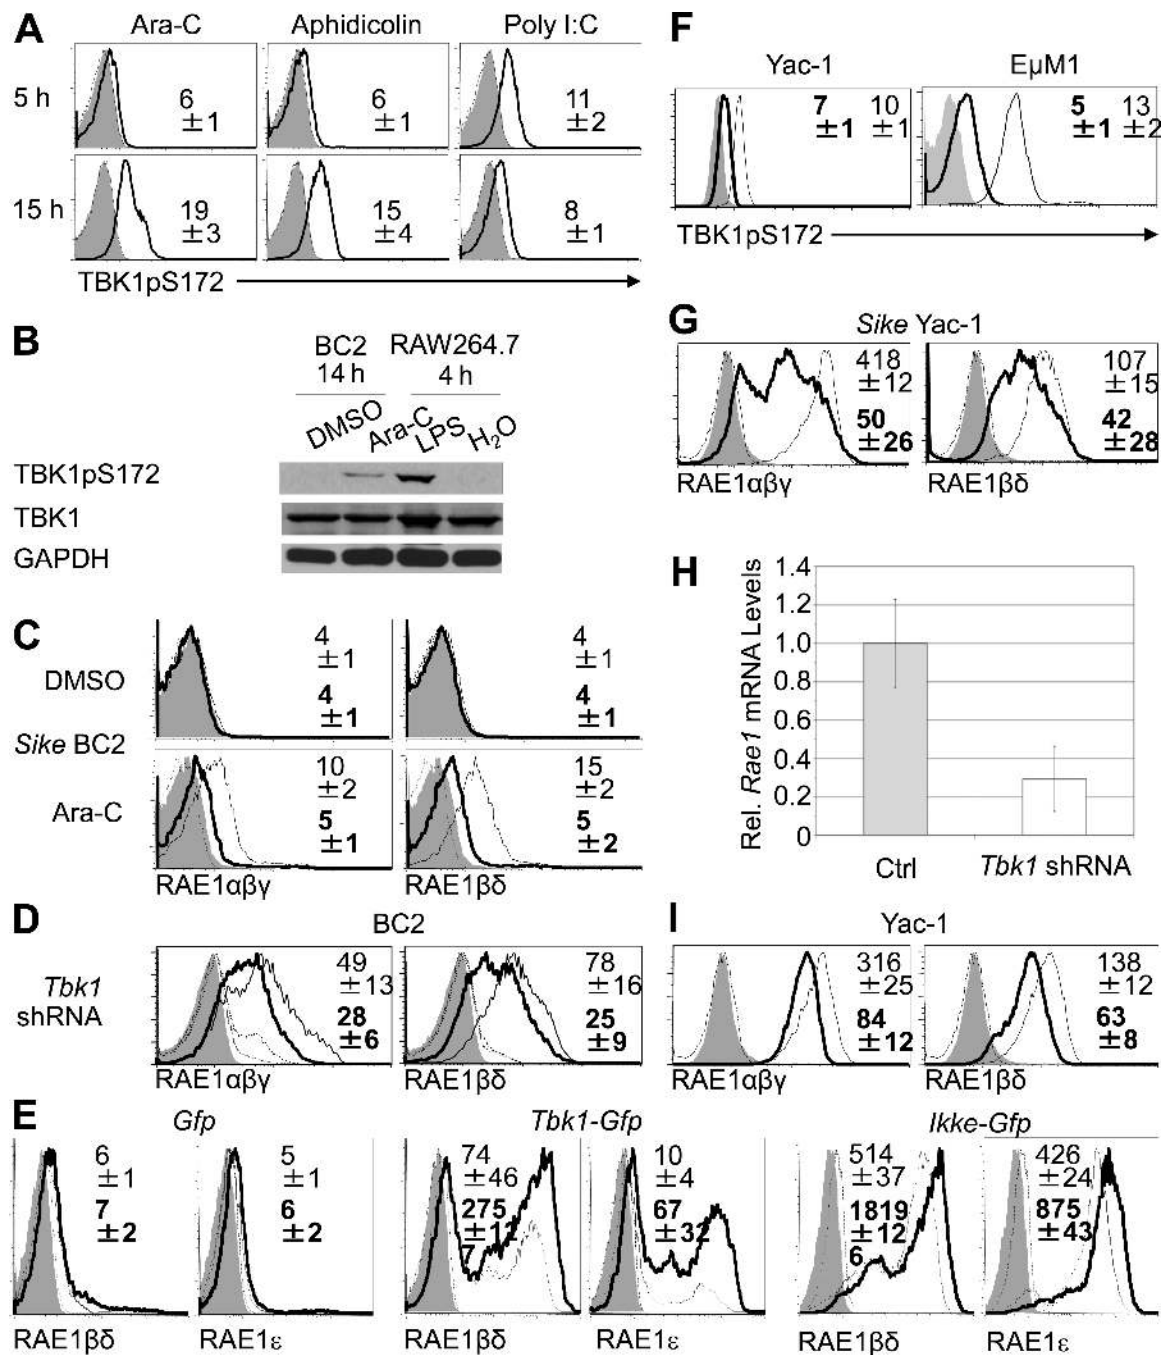 A
Ara-C
Aphidicolin
Poly I:C
5 h
6
±1
6
±1
11
±2
15 h
19
±3
15
±4
8
±1
TBK1pS172
B
BC2
14 h
RAW264.7
4 h
DMSO
Ara-C
LPS
H2O
TBK1pS172
TBK1
GAPDH
C
DMSO
4
±1
4
±1
4
±1
4
±1
Sike BC2
Ara-C
10
±2
5
±1
15
±2
5
±2
RAE1αβγ
RAE1βδ
D
BC2
Tbk1
shRNA
49
±13
28
±6
78
±16
25
±9
RAE1αβγ
RAE1βδ
E
Gfp
Tbk1-Gfp
Ikke-Gfp
6
±1
7
±2
5
±1
6
±2
74
±46
275
±12
7
10
±4
67
±32
514
±37
1819
±12
6
426
±24
875
±43
RAE1βδ
RAE1ε
RAE1βδ
RAE1ε
RAE1βδ
RAE1ε
F
Yac-1
EμM1
7
±1
10
±1
5
±1
13
±2
TBK1pS172
G
Sike Yac-1
418
±12
50
±26
107
±15
42
±28
RAE1αβγ
RAE1βδ
H
Rel. Rae1 mRNA Levels
1.4
1.2
1.0
0.8
0.6
0.4
0.2
0
Ctrl
Tbk1 shRNA
I
Yac-1
316
±25
84
±12
138
±12
63
±8
RAE1αβγ
RAE1βδ